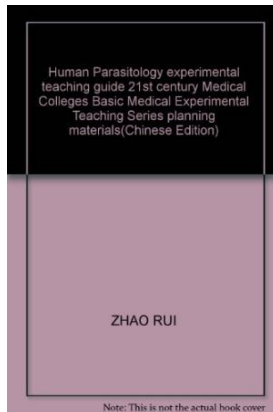 Human Parasitology experimental
teaching guide 21st century Medical
Colleges Basic Medical Experimental
Teaching Series planning
materials(Chinese Edition)
ZHAO RUI
Note: This is not the actual book cover